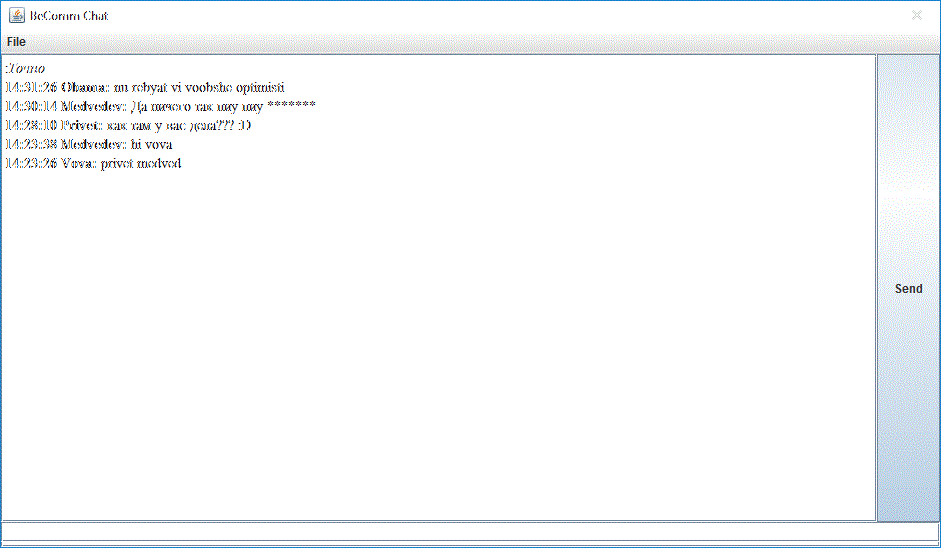 BeComm Chat
File
:Точно
14::31::26 Obama:: nu rebyat vi voobshe optimisti
14::30::14 Medvedev:: Да ничего так ниу ниу *******
14::28::10 Privet:: как там у вас дела??? :D
14::23::38 Medvedev:: hi vova
14::23::26 Vova:: privet medved
Send